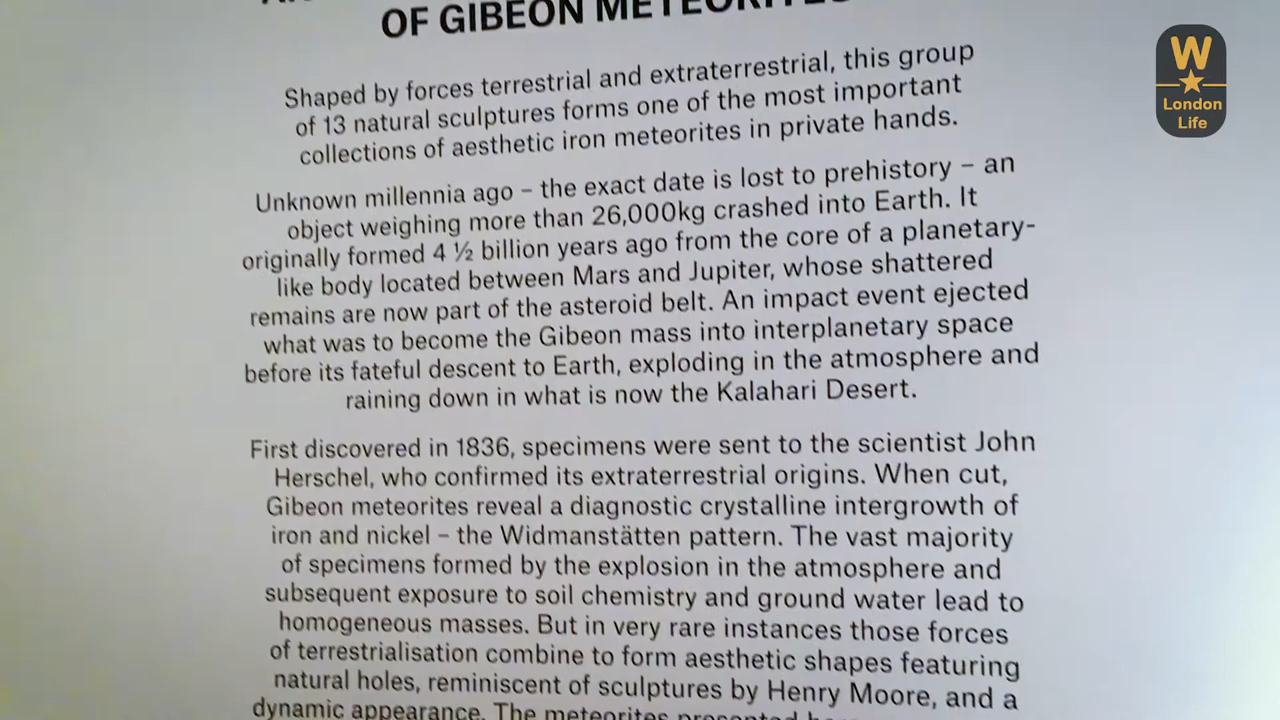 OF GIBEON METEORITES
Shaped by forces terrestrial and extraterrestrial, this group
of 13 natural sculptures forms one of the most important
collections of aesthetic iron meteorites in private hands.
Unknown millennia ago – the exact date is lost to prehistory – an
object weighing more than 26,000kg crashed into Earth. It
originally formed 4 ½ billion years ago from the core of a planetary-
like body located between Mars and Jupiter, whose shattered
remains are now part of the asteroid belt. An impact event ejected
what was to become the Gibeon mass into interplanetary space
before its fateful descent to Earth, exploding in the atmosphere and
raining down in what is now the Kalahari Desert.
First discovered in 1836, specimens were sent to the scientist John
Herschel, who confirmed its extraterrestrial origins. When cut,
Gibeon meteorites reveal a diagnostic crystalline intergrowth of
iron and nickel – the Widmanstätten pattern. The vast majority
of specimens formed by the explosion in the atmosphere and
subsequent exposure to soil chemistry and ground water lead to
homogeneous masses. But in very rare instances those forces
of terrestrialisation combine to form aesthetic shapes featuring
natural holes, reminiscent of sculptures by Henry Moore, and a
dynamic appearance. The meteorites presented
W
London
Life